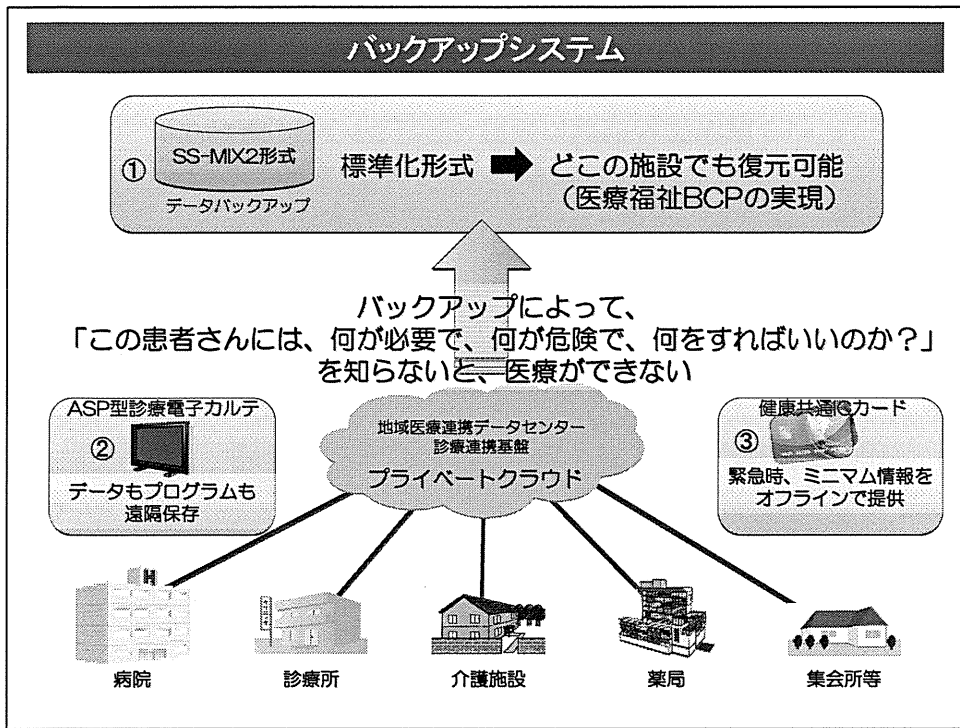 バックアップシステム
①
SS-MIX2形式
データバックアップ
標準化形式
どこの施設でも復元可能
（医療福祉BCPの実現）
バックアップによって、
「この患者さんには、何が必要で、何が危険で、何をすればいいのか？」
を知らないと、医療ができない
ASP型診療電子カルテ
②
データもプログラムも
遠隔保存
地域医療連携データセンター
診療連携基盤
プライベートクラウド
健康共通ICカード
③
緊急時、ミニマム情報を
オフラインで提供
H
病院
診療所
介護施設
薬局
集会所等